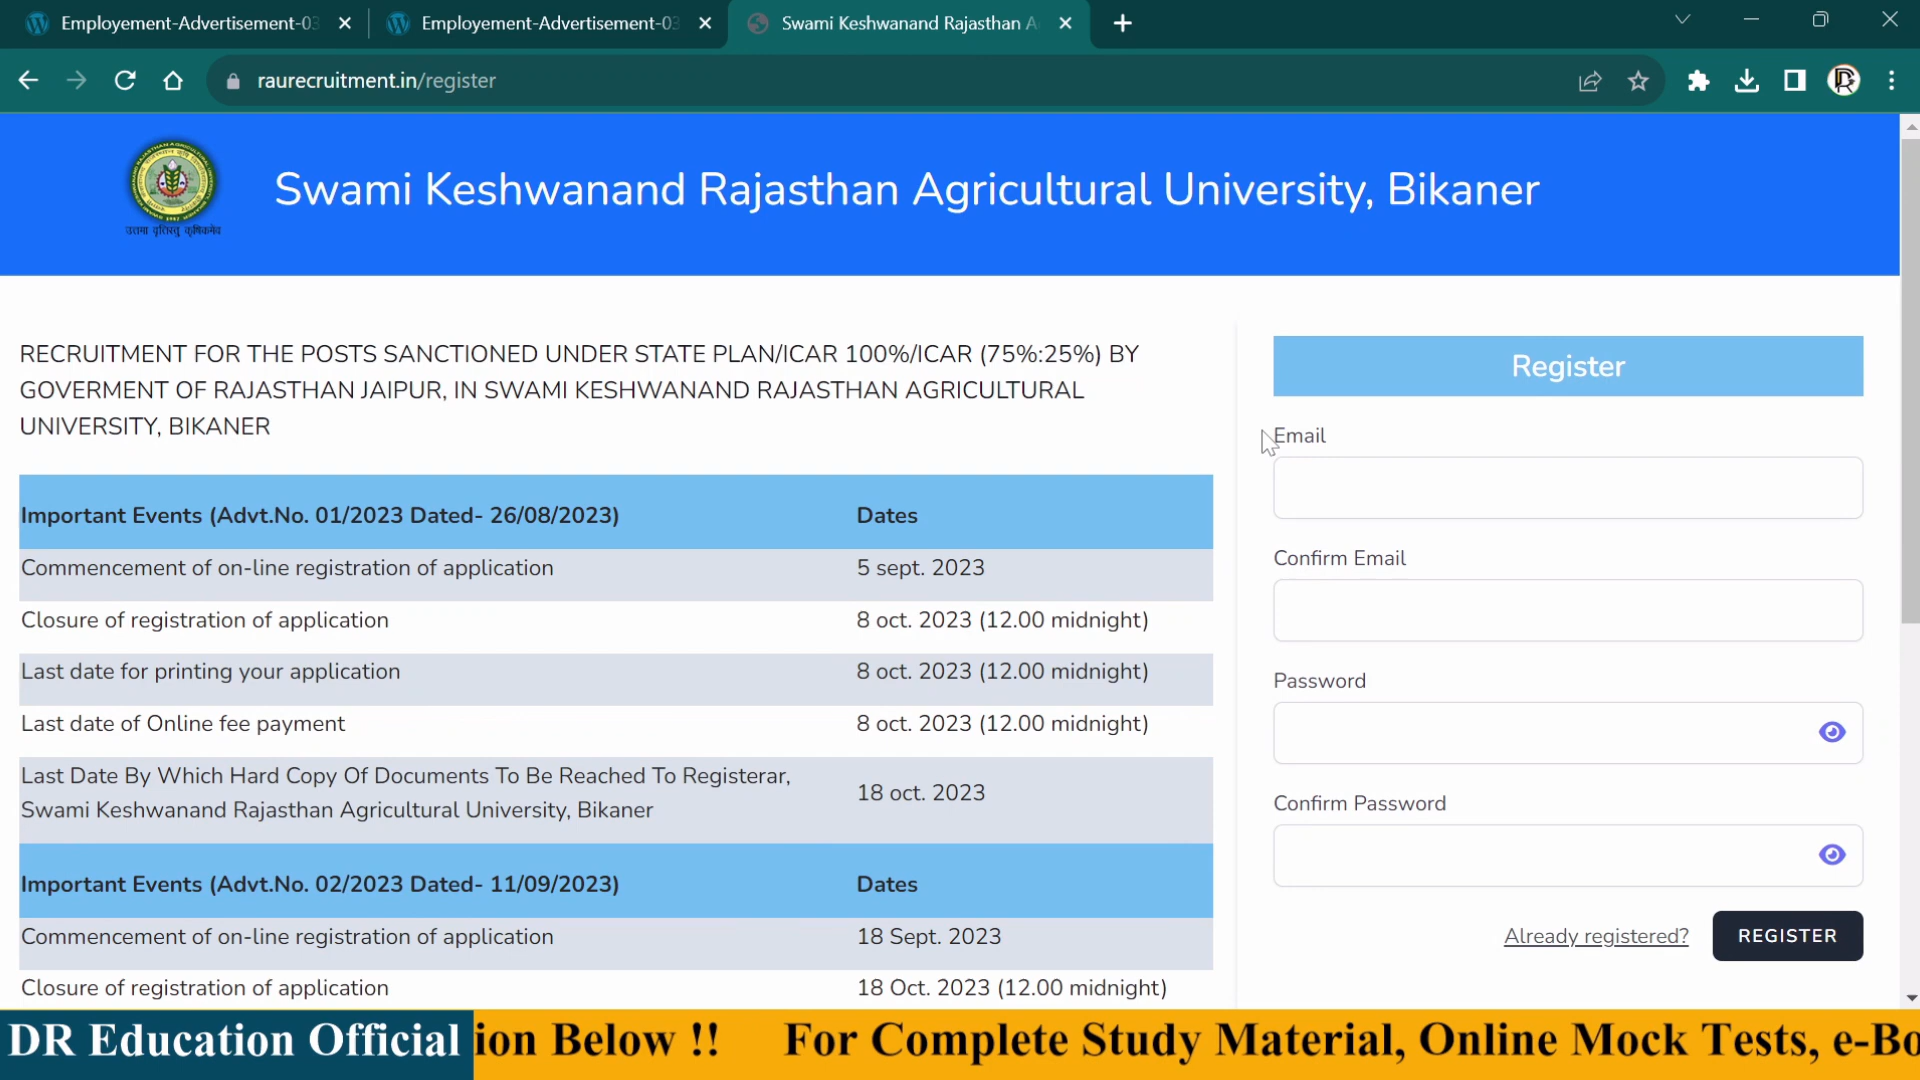 Employement-Advertisement-03
Employement-Advertisement-03
Swami Keshwanand Rajasthan A
raurecruitment.in/register
उत्तमा वृत्तिस्तु कृषिकर्मेव
Swami Keshwanand Rajasthan Agricultural University, Bikaner
RECRUITMENT FOR THE POSTS SANCTIONED UNDER STATE PLAN/ICAR 100%/ICAR (75%:25%) BY
GOVERMENT OF RAJASTHAN JAIPUR, IN SWAMI KESHWANAND RAJASTHAN AGRICULTURAL
UNIVERSITY, BIKANER
Important Events (Advt.No. 01/2023 Dated- 26/08/2023) Dates
Commencement of on-line registration of application 5 sept. 2023
Closure of registration of application 8 oct. 2023 (12.00 midnight)
Last date for printing your application 8 oct. 2023 (12.00 midnight)
Last date of Online fee payment 8 oct. 2023 (12.00 midnight)
Last Date By Which Hard Copy Of Documents To Be Reached To Registerar,
Swami Keshwanand Rajasthan Agricultural University, Bikaner 18 oct. 2023
Important Events (Advt.No. 02/2023 Dated- 11/09/2023) Dates
Commencement of on-line registration of application 18 Sept. 2023
Closure of registration of application 18 Oct. 2023 (12.00 midnight)
Register
Email
Confirm Email
Password
Confirm Password
Already registered? REGISTER
DR Education Official ion Below !! For Complete Study Material, Online Mock Tests, e-Bo